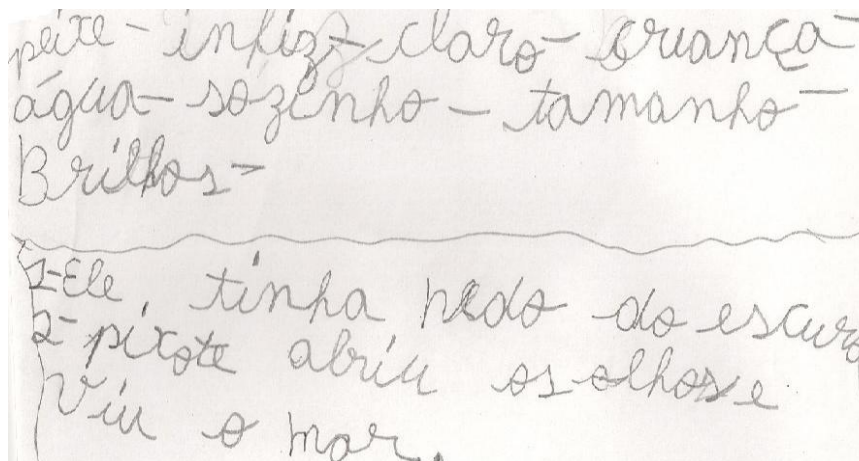 peixe - infiz - claro - criança -
água - sozinho - tamanho -
Brilhos -
1-Ele tinha medo do escuro
2-pixote abriu os olhos e
Viu o mar.